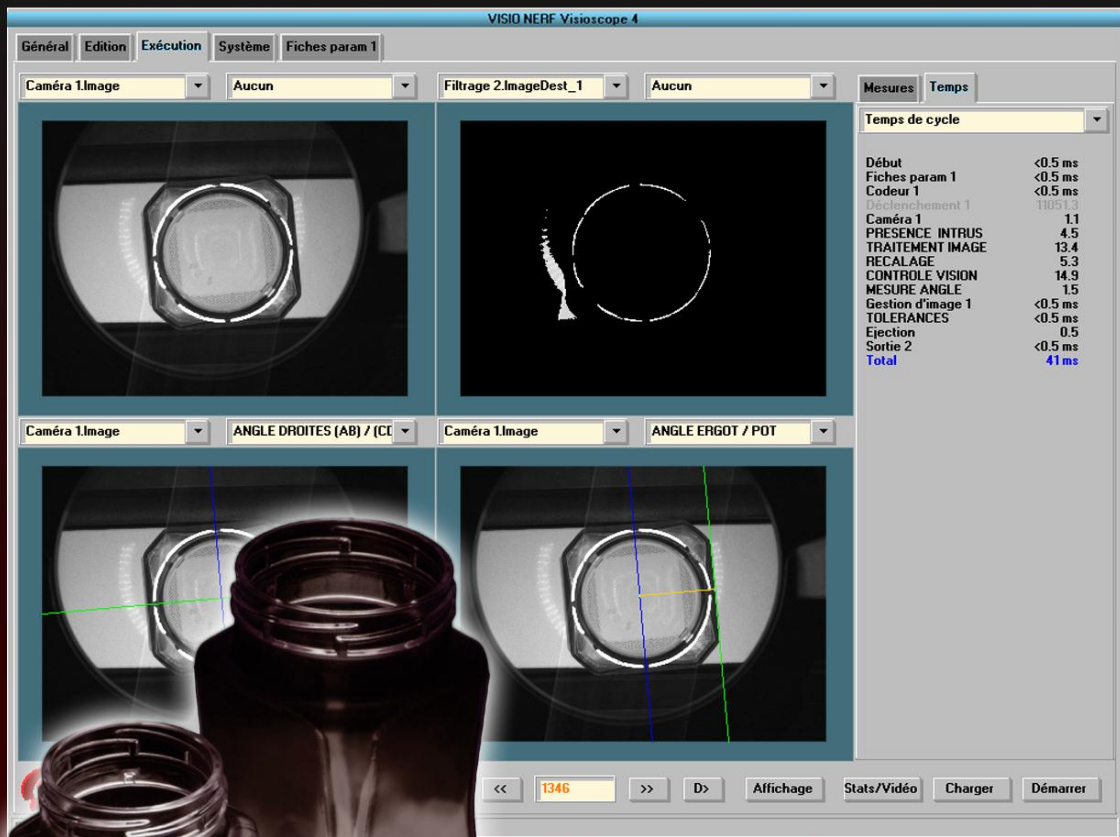 VISIO NERF Visioscope 4
Général Edition Exécution Système Fiches param 1
Caméra 1.Image Aucun Filtrage 2.ImageDest_1 Aucun
Mesures Temps
Temps de cycle
Début <0.5 ms
Fiches param 1 <0.5 ms
Codeur 1 <0.5 ms
Déclenchement 1 11051.3
Caméra 1 1.1
PRESENCE INTRUS 4.5
TRAITEMENT IMAGE 13.4
RECALAGE 5.3
CONTROLE VISION 14.9
MESURE ANGLE 1.5
Gestion d'image 1 <0.5 ms
TOLERANCES <0.5 ms
Ejection 0.5
Sortie 2 <0.5 ms
Total 41 ms
Caméra 1.Image ANGLE DROITES (AB) / (CD Caméra 1.Image ANGLE ERGOT / POT
<< 1346 >> D> Affichage Stats/Vidéo Charger Démarrer